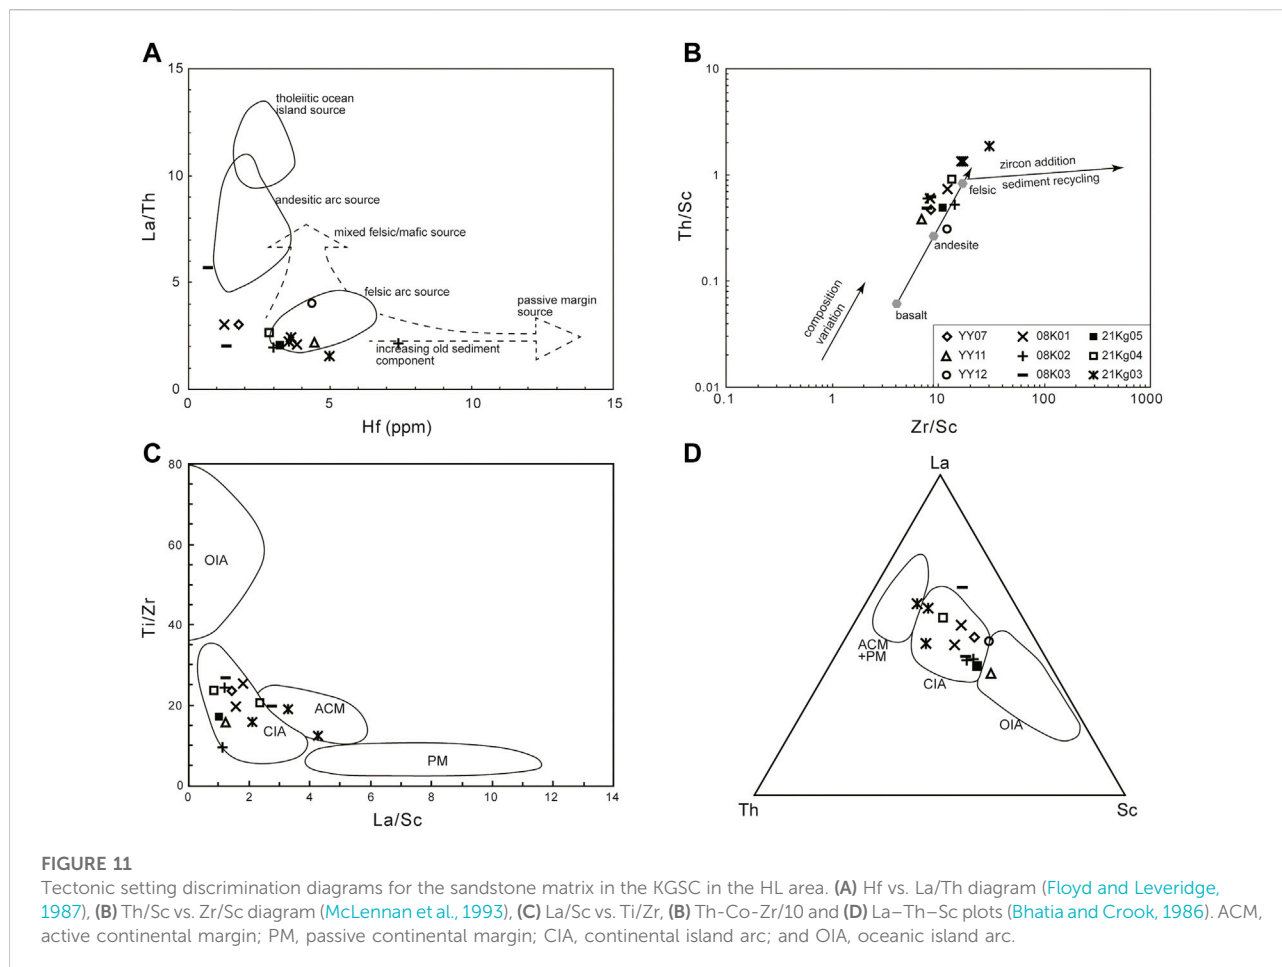 A
15
10
5
0
La/Th
0
5
10
15
Hf (ppm)
tholeiitic ocean
island source
andesitic arc source
mixed felsic/mafic source
felsic arc source
passive margin
source
increasing old sediment
component
B
10
1
0.1
0.01
Th/Sc
0.1
1
10
100
1000
Zr/Sc
zircon addition
sediment recycling
felsic
andesite
basalt
composition
variation
YY07 08K01 21Kg05
YY11 08K02 21Kg04
YY12 08K03 21Kg03
C
80
60
40
20
0
Ti/Zr
0 2 4 6 8 10 12 14
La/Sc
OIA
CIA
ACM
PM
D
La
Th
Sc
ACM
+PM
CIA
OIA
FIGURE 11
Tectonic setting discrimination diagrams for the sandstone matrix in the KGSC in the HL area. (A) Hf vs. La/Th diagram (Floyd and Leveridge,
1987), (B) Th/Sc vs. Zr/Sc diagram (McLennan et al., 1993), (C) La/Sc vs. Ti/Zr, (B) Th-Co-Zr/10 and (D) La–Th–Sc plots (Bhatia and Crook, 1986). ACM,
active continental margin; PM, passive continental margin; CIA, continental island arc; and OIA, oceanic island arc.